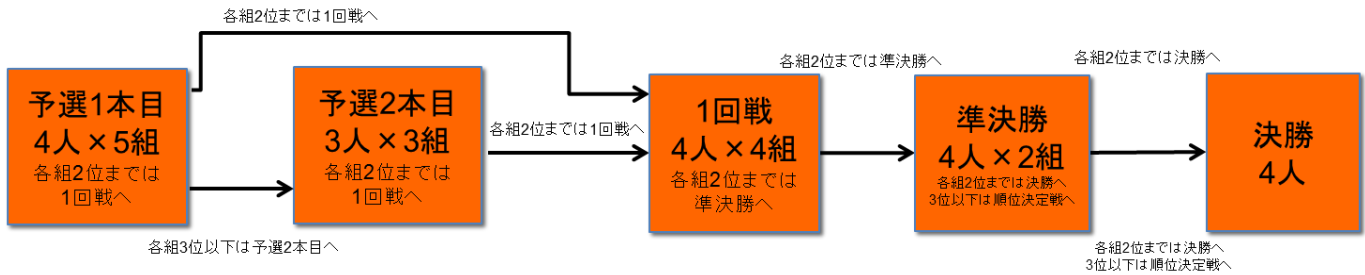 各組2位までは1回戦へ
予選1本目
4人×5組
各組2位までは
1回戦へ
各組3位以下は予選2本目へ
予選2本目
3人×3組
各組2位までは
1回戦へ
各組2位までは1回戦へ
1回戦
4人×4組
各組2位までは
準決勝へ
各組2位までは準決勝へ
準決勝
4人×2組
各組2位までは決勝へ
3位以下は順位決定戦へ
各組2位までは決勝へ
決勝
4人
各組2位までは決勝へ
3位以下は順位決定戦へ